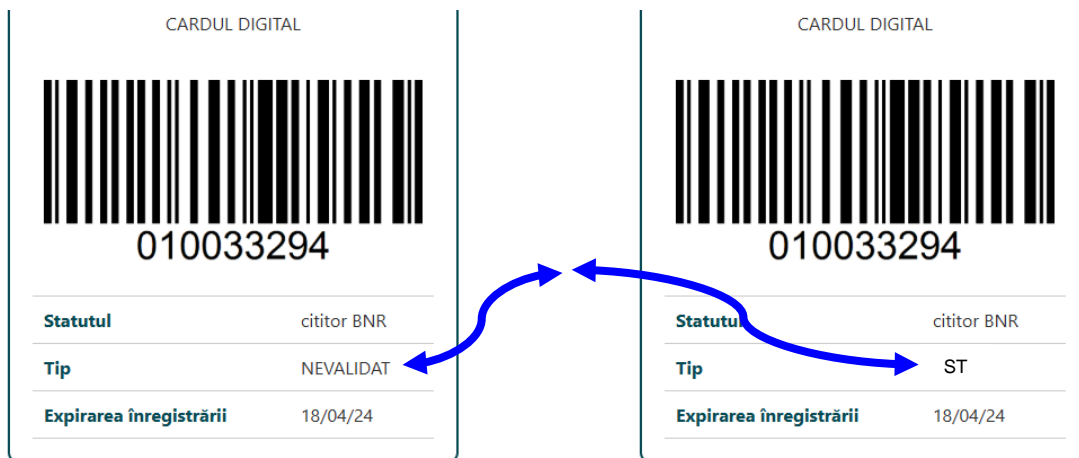 CARDUL DIGITAL
010033294
Statutul cititor BNR
Tip NEVALIDAT
Expirarea înregistrării 18/04/24
CARDUL DIGITAL
010033294
Statutul cititor BNR
Tip ST
Expirarea înregistrării 18/04/24